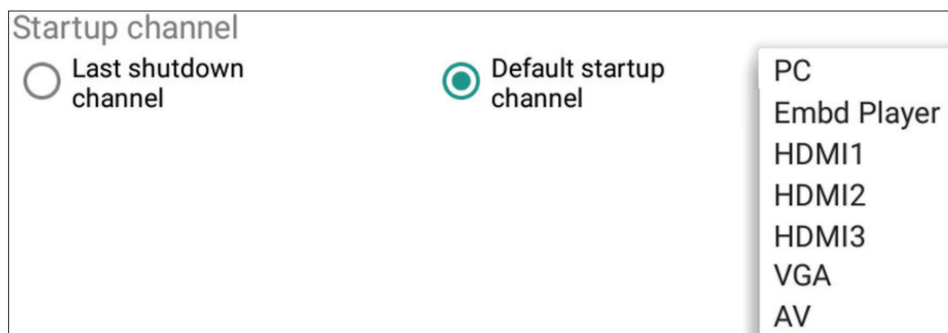 Startup channel
Last shutdown
channel
Default startup
channel
PC
Embd Player
HDMI1
HDMI2
HDMI3
VGA
AV